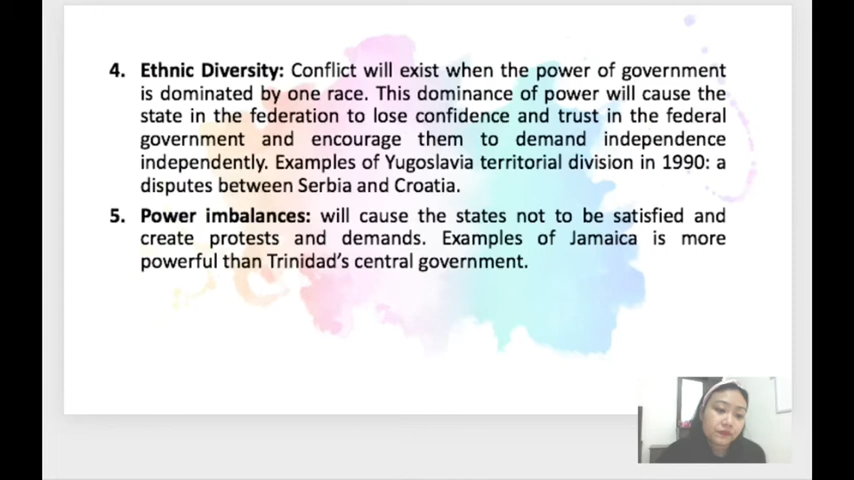 4. Ethnic Diversity: Conflict will exist when the power of government
is dominated by one race. This dominance of power will cause the
state in the federation to lose confidence and trust in the federal
government and encourage them to demand independence
independently. Examples of Yugoslavia territorial division in 1990: a
disputes between Serbia and Croatia.
5. Power imbalances: will cause the states not to be satisfied and
create protests and demands. Examples of Jamaica is more
powerful than Trinidad's central government.